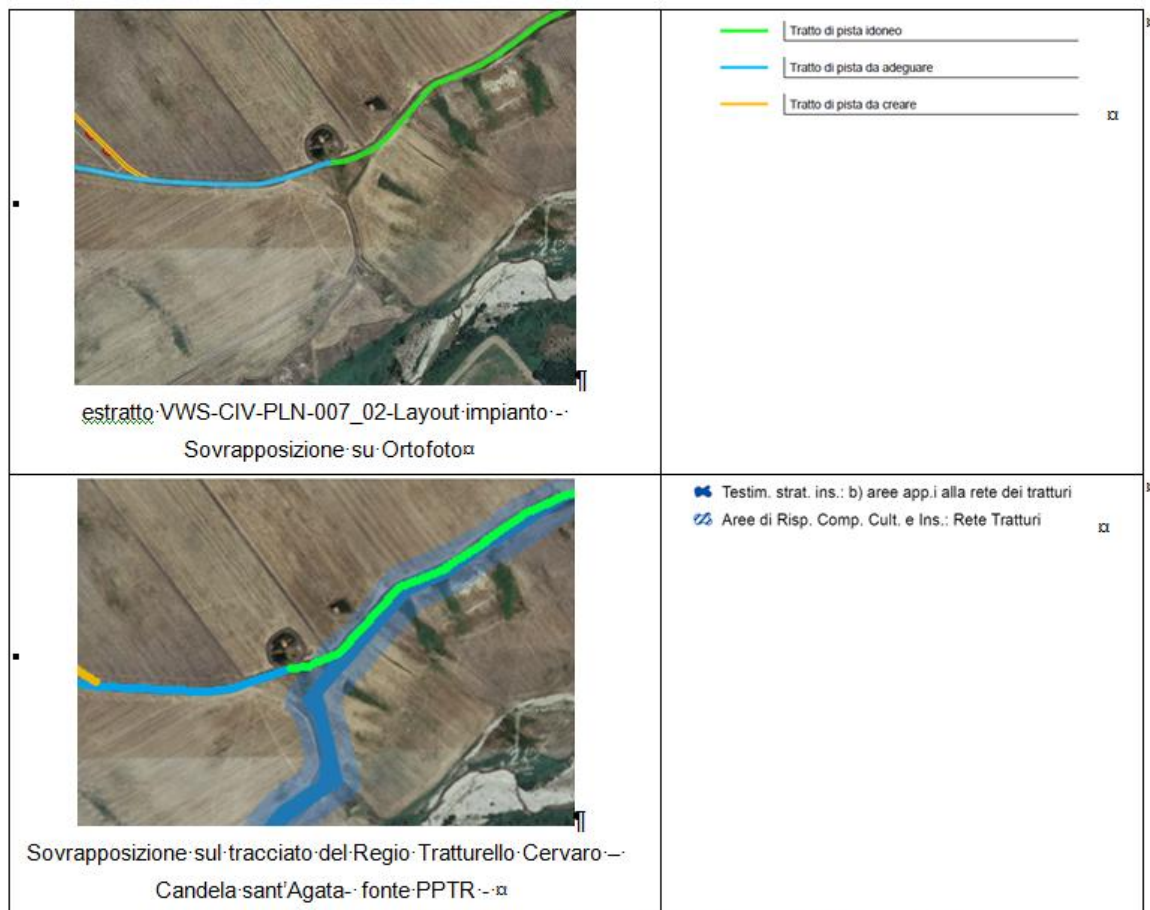 Tratto di pista idoneo
Tratto di pista da adeguare
Tratto di pista da creare
estratto VWS-CIV-PLN-007_02-Layout impianto -
Sovrapposizione su Ortofoto
Testim. strat. ins.: b) aree app.i alla rete dei tratturi
Aree di Risp. Comp. Cult. e Ins.: Rete Tratturi
Sovrapposizione sul tracciato del Regio Tratturello Cervaro –
Candela sant'Agata- fonte PPTR -